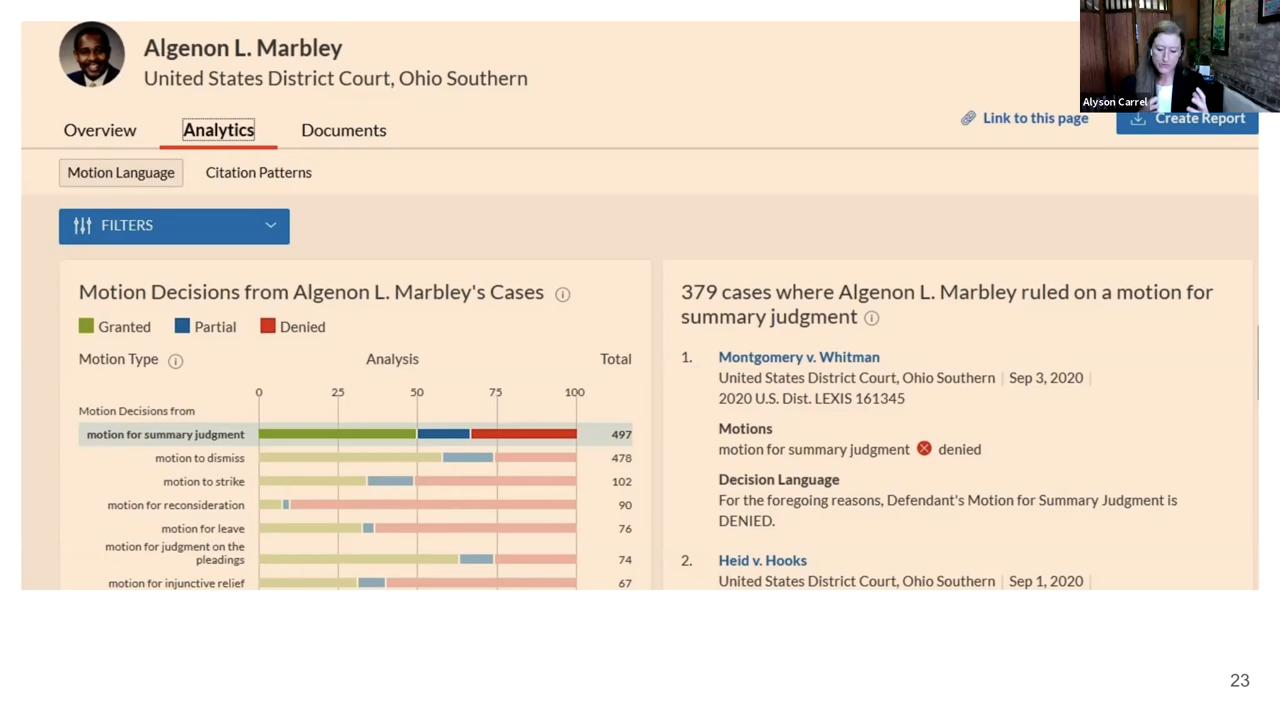 Algenon L. Marbley
United States District Court, Ohio Southern
Alyson Carrel
Overview
Analytics
Documents
Link to this page
Create Report
Motion Language
Citation Patterns
FILTERS
Motion Decisions from Algenon L. Marbley's Cases
Granted
Partial
Denied
Motion Type
Analysis
Total
0
25
50
75
100
Motion Decisions from
motion for summary judgment 497
motion to dismiss 478
motion to strike 102
motion for reconsideration 90
motion for leave 76
motion for judgment on the
pleadings 74
motion for injunctive relief 67
379 cases where Algenon L. Marbley ruled on a motion for
summary judgment
1. Montgomery v. Whitman
United States District Court, Ohio Southern | Sep 3, 2020 |
2020 U.S. Dist. LEXIS 161345
Motions
motion for summary judgment denied
Decision Language
For the foregoing reasons, Defendant's Motion for Summary Judgment is
DENIED.
2. Heid v. Hooks
United States District Court, Ohio Southern | Sep 1, 2020 |
23